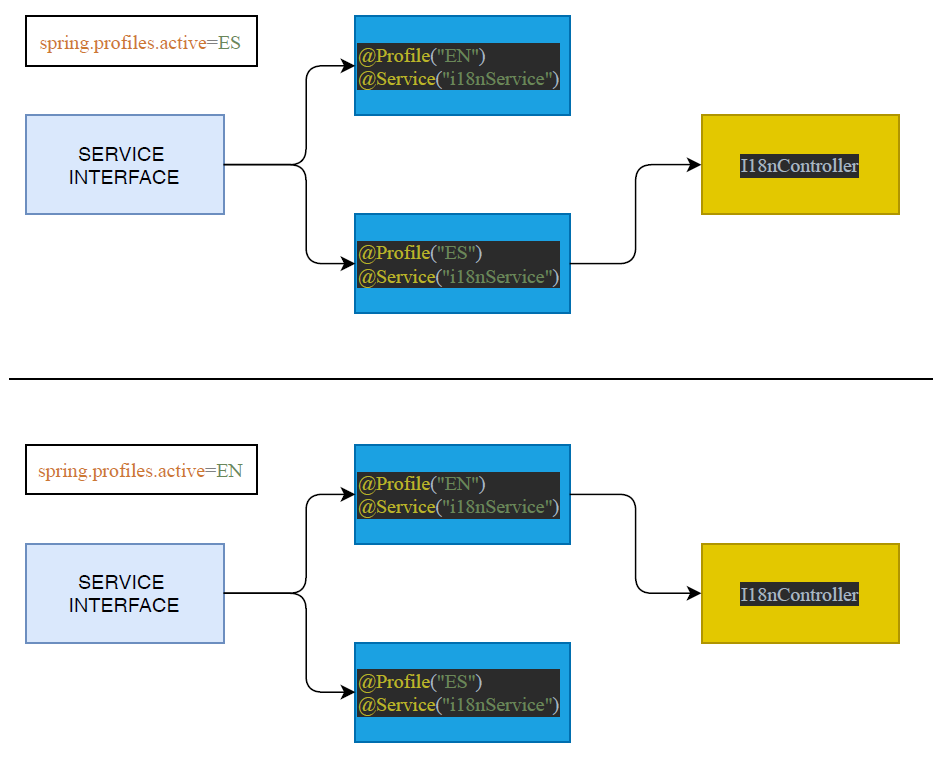 spring.profiles.active=ES
@Profile("EN")
@Service("i18nService")
SERVICE
INTERFACE
I18nController
@Profile("ES")
@Service("i18nService")
spring.profiles.active=EN
@Profile("EN")
@Service("i18nService")
SERVICE
INTERFACE
I18nController
@Profile("ES")
@Service("i18nService")